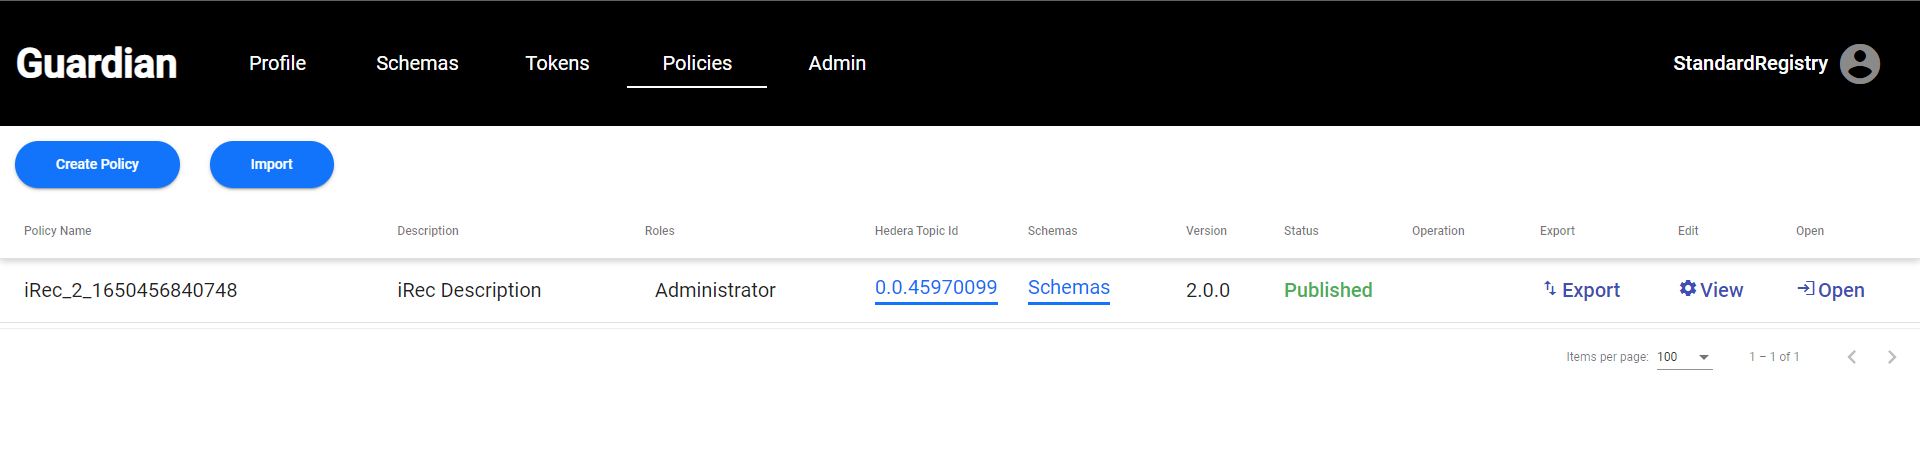 Guardian Profile Schemas Tokens Policies Admin StandardRegistry
Create Policy Import
Policy Name Description Roles Hedera Topic Id Schemas Version Status Operation Export Edit Open
iRec_2_1650456840748 iRec Description Administrator 0.0.45970099 Schemas 2.0.0 Published Export View Open
Items per page: 100 1 – 1 of 1